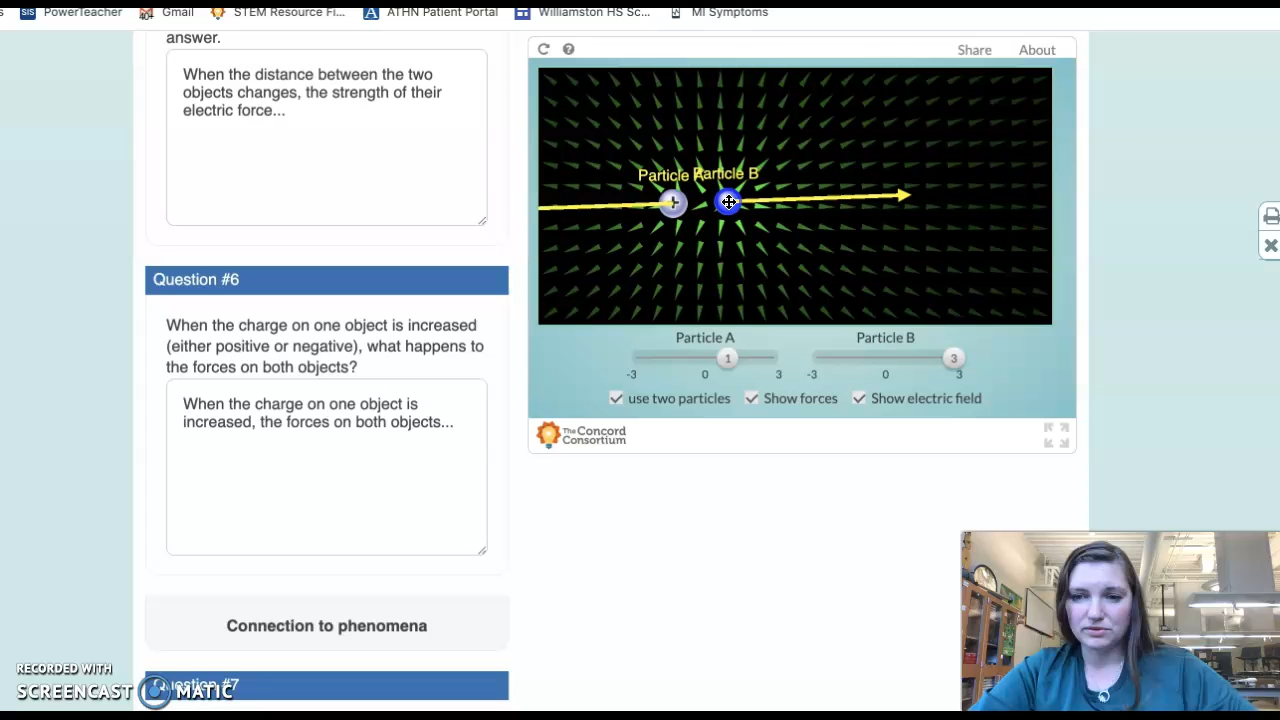 s SIS PowerTeacher 40+ Gmail STEM Resource Fi... A ATHN Patient Portal Williamston HS Sc... MI Symptoms
answer.
When the distance between the two
objects changes, the strength of their
electric force...
Question #6
When the charge on one object is increased
(either positive or negative), what happens to
the forces on both objects?
When the charge on one object is
increased, the forces on both objects...
Connection to phenomena
Question #7
Share About
Particle A Particle B
+
Particle A Particle B
1 3
-3 0 3 -3 0 3
use two particles Show forces Show electric field
The Concord
Consortium
RECORDED WITH
SCREENCAST MATIC